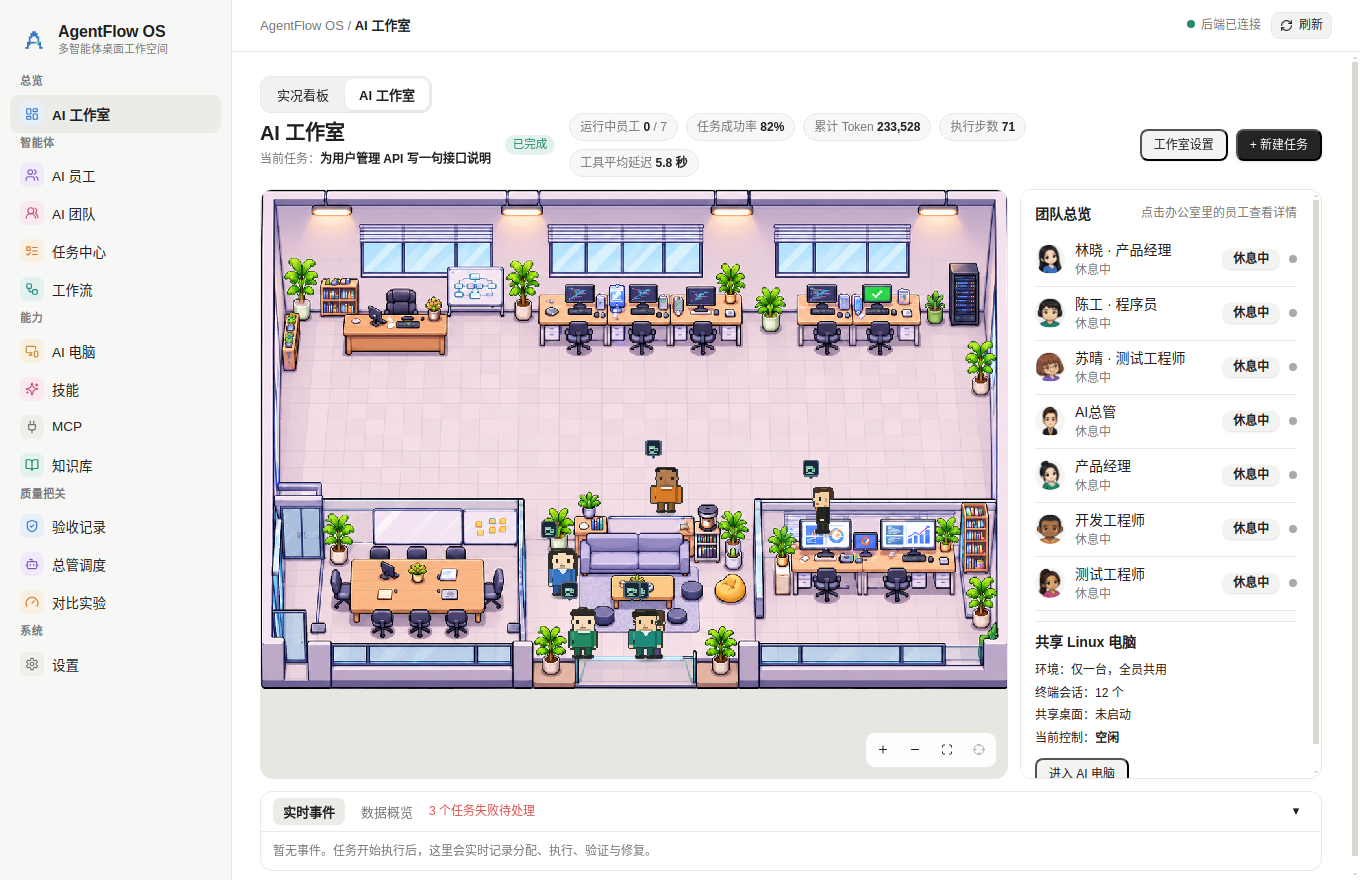 AgentFlow OS
多智能体桌面工作空间
总览
AI 工作室
智能体
AI 员工
AI 团队
任务中心
工作流
能力
AI 电脑
技能
MCP
知识库
质量把关
验收记录
总管调度
对比实验
系统
设置
AgentFlow OS / AI 工作室
后端已连接
刷新
实况看板
AI 工作室
AI 工作室
当前任务：为用户管理 API 写一句接口说明
已完成
运行中员工 0 / 7
任务成功率 82%
累计 Token 233,528
执行步数 71
工具平均延迟 5.8 秒
工作室设置
+ 新建任务
团队总览
点击办公室里的员工查看详情
林晓 · 产品经理
休息中
休息中
陈工 · 程序员
休息中
休息中
苏晴 · 测试工程师
休息中
休息中
AI总管
休息中
休息中
产品经理
休息中
休息中
开发工程师
休息中
休息中
测试工程师
休息中
休息中
共享 Linux 电脑
环境：仅一台，全员共用
终端会话：12 个
共享桌面：未启动
当前控制：空闲
进入 AI 电脑
实时事件
数据概览
3 个任务失败待处理
暂无事件。任务开始执行后，这里会实时记录分配、执行、验证与修复。